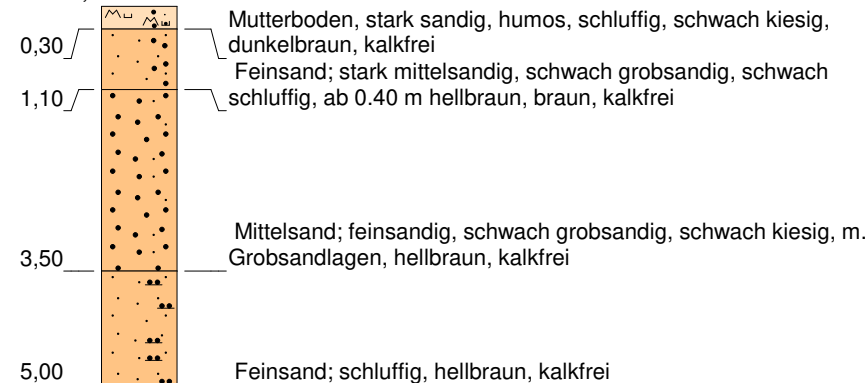 Mutterboden, stark sandig, humos, schluffig, schwach kiesig,
0,30
dunkelbraun, kalkfrei
Feinsand; stark mittelsandig, schwach grobsandig, schwach
1,10
schluffig, ab 0.40 m hellbraun, braun, kalkfrei
Mittelsand; feinsandig, schwach grobsandig, schwach kiesig, m.
3,50
Grobsandlagen, hellbraun, kalkfrei
5,00
Feinsand; schluffig, hellbraun, kalkfrei